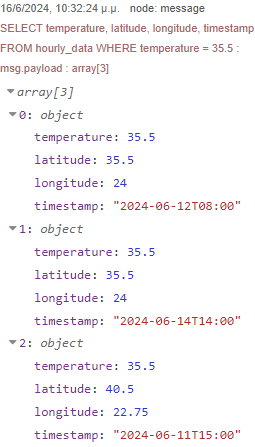 16/6/2024, 10:32:24 μ.μ. node: message
SELECT temperature, latitude, longitude, timestamp
FROM hourly_data WHERE temperature = 35.5 :
msg.payload : array[3]
array[3]
0: object
temperature: 35.5
latitude: 35.5
longitude: 24
timestamp: "2024-06-12T08:00"
1: object
temperature: 35.5
latitude: 35.5
longitude: 24
timestamp: "2024-06-14T14:00"
2: object
temperature: 35.5
latitude: 40.5
longitude: 22.75
timestamp: "2024-06-11T15:00"